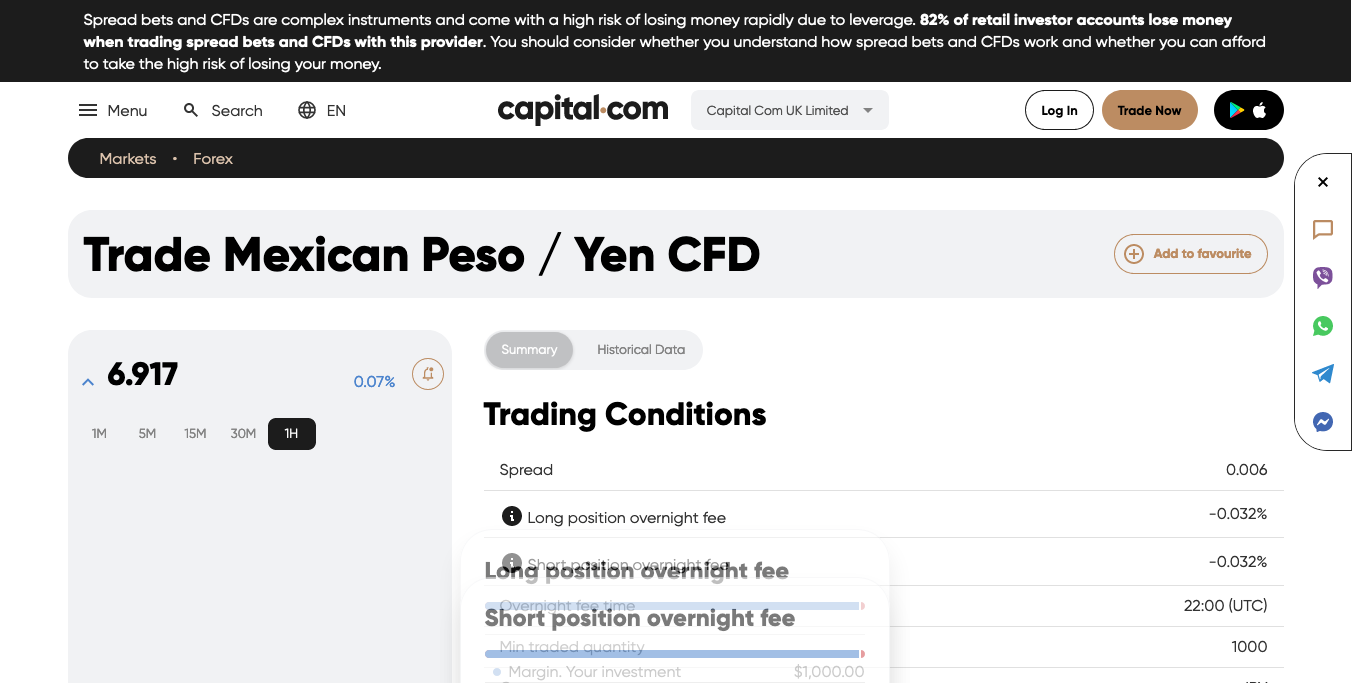 Spread bets and CFDs are complex instruments and come with a high risk of losing money rapidly due to leverage. 82% of retail investor accounts lose money
when trading spread bets and CFDs with this provider. You should consider whether you understand how spread bets and CFDs work and whether you can afford
to take the high risk of losing your money.
Menu Search EN capital.com Capital Com UK Limited Log In Trade Now
Markets • Forex
Trade Mexican Peso / Yen CFD
Add to favourite
6.917
0.07%
1M 5M 15M 30M 1H
Summary Historical Data
Trading Conditions
Spread 0.006
Long position overnight fee -0.032%
Short position overnight fee -0.032%
Long position overnight fee
Overnight fee time 22:00 (UTC)
Short position overnight fee
Min traded quantity 1000
Margin. Your investment $1,000.00